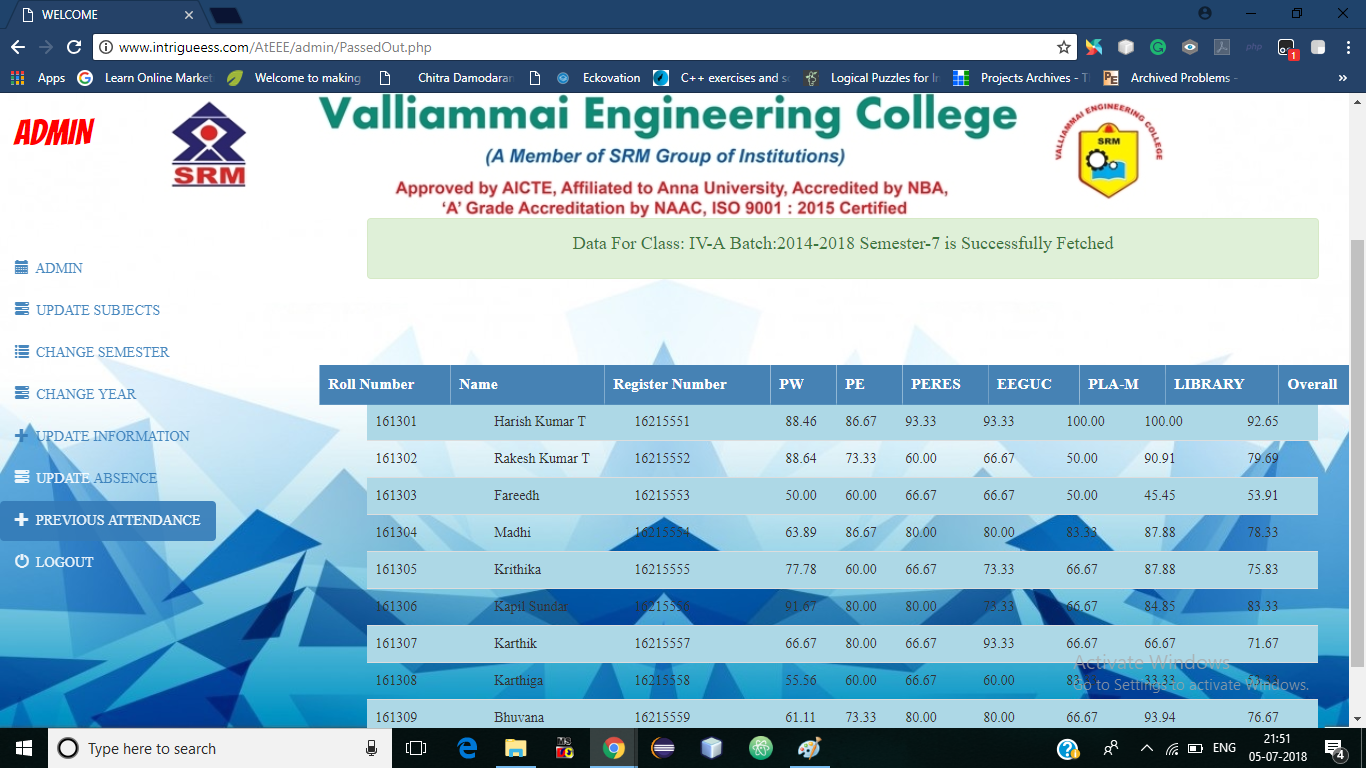 WELCOME
www.intrigueess.com/AtEEE/admin/PassedOut.php
Apps Learn Online Market Welcome to making Chitra Damodaran Eckovation C++ exercises and so Logical Puzzles for In Projects Archives - T Archived Problems -
ADMIN
SRM
Valliammai Engineering College
(A Member of SRM Group of Institutions)
Approved by AICTE, Affiliated to Anna University, Accredited by NBA,
‘A’ Grade Accreditation by NAAC, ISO 9001 : 2015 Certified
VALLIAMMAI ENGINEERING COLLEGE
SRM
Data For Class: IV-A Batch:2014-2018 Semester-7 is Successfully Fetched
ADMIN
UPDATE SUBJECTS
CHANGE SEMESTER
CHANGE YEAR
UPDATE INFORMATION
UPDATE ABSENCE
PREVIOUS ATTENDANCE
LOGOUT
Roll Number Name Register Number PW PE PERES EEGUC PLA-M LIBRARY Overall
161301 Harish Kumar T 16215551 88.46 86.67 93.33 93.33 100.00 100.00 92.65
161302 Rakesh Kumar T 16215552 88.64 73.33 60.00 66.67 50.00 90.91 79.69
161303 Fareedh 16215553 50.00 60.00 66.67 66.67 50.00 45.45 53.91
161304 Madhi 16215554 63.89 86.67 80.00 80.00 83.33 87.88 78.33
161305 Krithika 16215555 77.78 60.00 66.67 73.33 66.67 87.88 75.83
161306 Kapil Sundar 16215556 91.67 80.00 80.00 73.33 66.67 84.85 83.33
161307 Karthik 16215557 66.67 80.00 66.67 93.33 66.67 66.67 71.67
161308 Karthiga 16215558 55.56 60.00 66.67 60.00 33.33
161309 Bhuvana 16215559 61.11 73.33 80.00 80.00 66.67 93.94 76.67
Activate Windows
Go to Settings to activate Windows.
Type here to search
ENG
21:51
05-07-2018
4